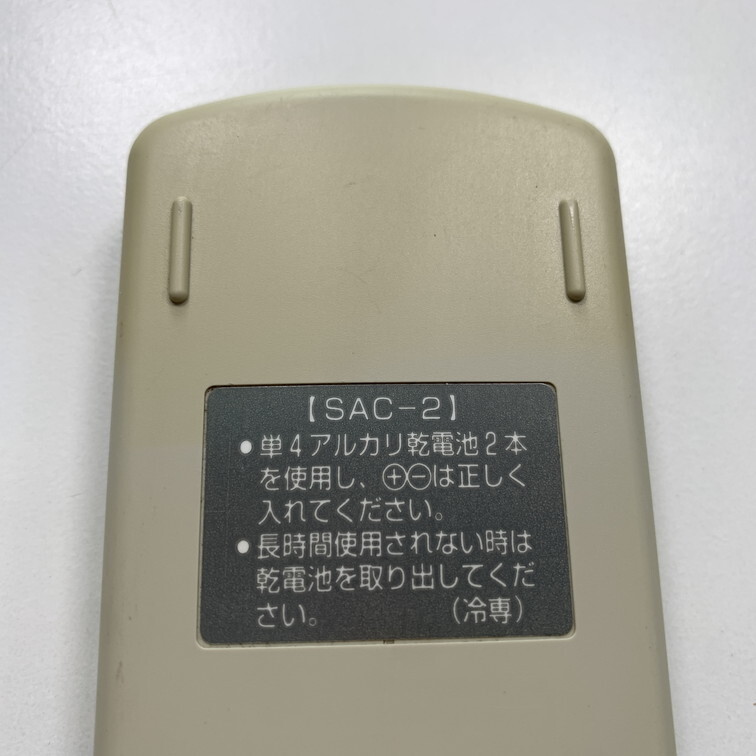 【SAC-2】
●単4アルカリ乾電池2本
を使用し、⊕⊖は正しく
入れてください。
●長時間使用されない時は
乾電池を取り出してくだ
さい。 (冷専)